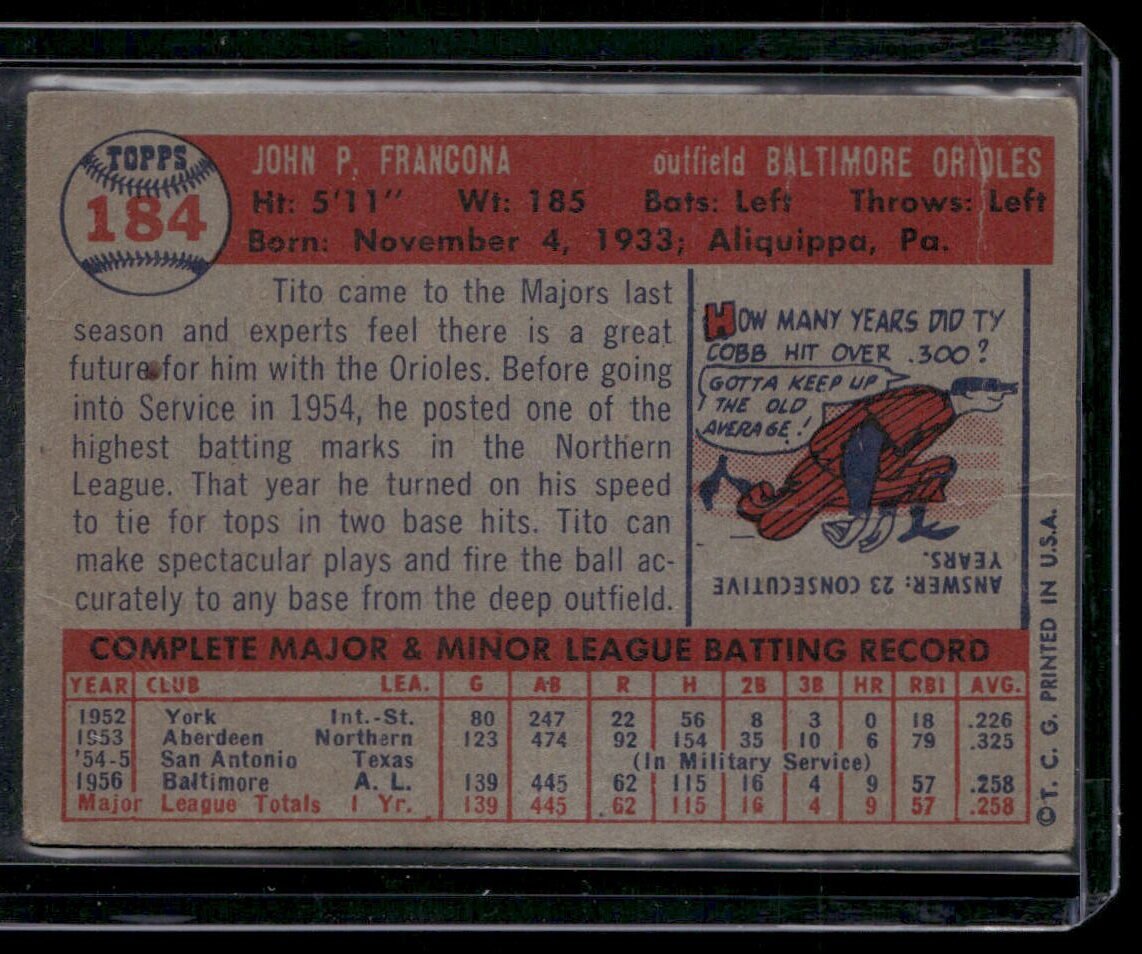 TOPPS
184
JOHN P. FRANCONA outfield BALTIMORE ORIOLES
Ht: 5'11" Wt: 185 Bats: Left Throws: Left
Born: November 4, 1933; Aliquippa, Pa.
Tito came to the Majors last
season and experts feel there is a great
future for him with the Orioles. Before going
into Service in 1954, he posted one of the
highest batting marks in the Northern
League. That year he turned on his speed
to tie for tops in two base hits. Tito can
make spectacular plays and fire the ball ac-
curately to any base from the deep outfield.
HOW MANY YEARS DID TY
COBB HIT OVER .300?
GOTTA KEEP UP
THE OLD
AVERAGE!
ANSWER: 23 CONSECUTIVE
YEARS.
COMPLETE MAJOR & MINOR LEAGUE BATTING RECORD
YEAR CLUB LEA. G AB R H 2B 3B HR RBI AVG.
1952 York Int.-St. 80 247 22 56 8 3 0 18 .226
1953 Aberdeen Northern 123 474 92 154 35 10 6 79 .325
'54-5 San Antonio Texas (In Military Service)
1956 Baltimore A. L. 139 445 62 115 16 4 9 57 .258
Major League Totals 1 Yr. 139 445 62 115 16 4 9 57 .258
©T. C. G. PRINTED IN U.S.A.